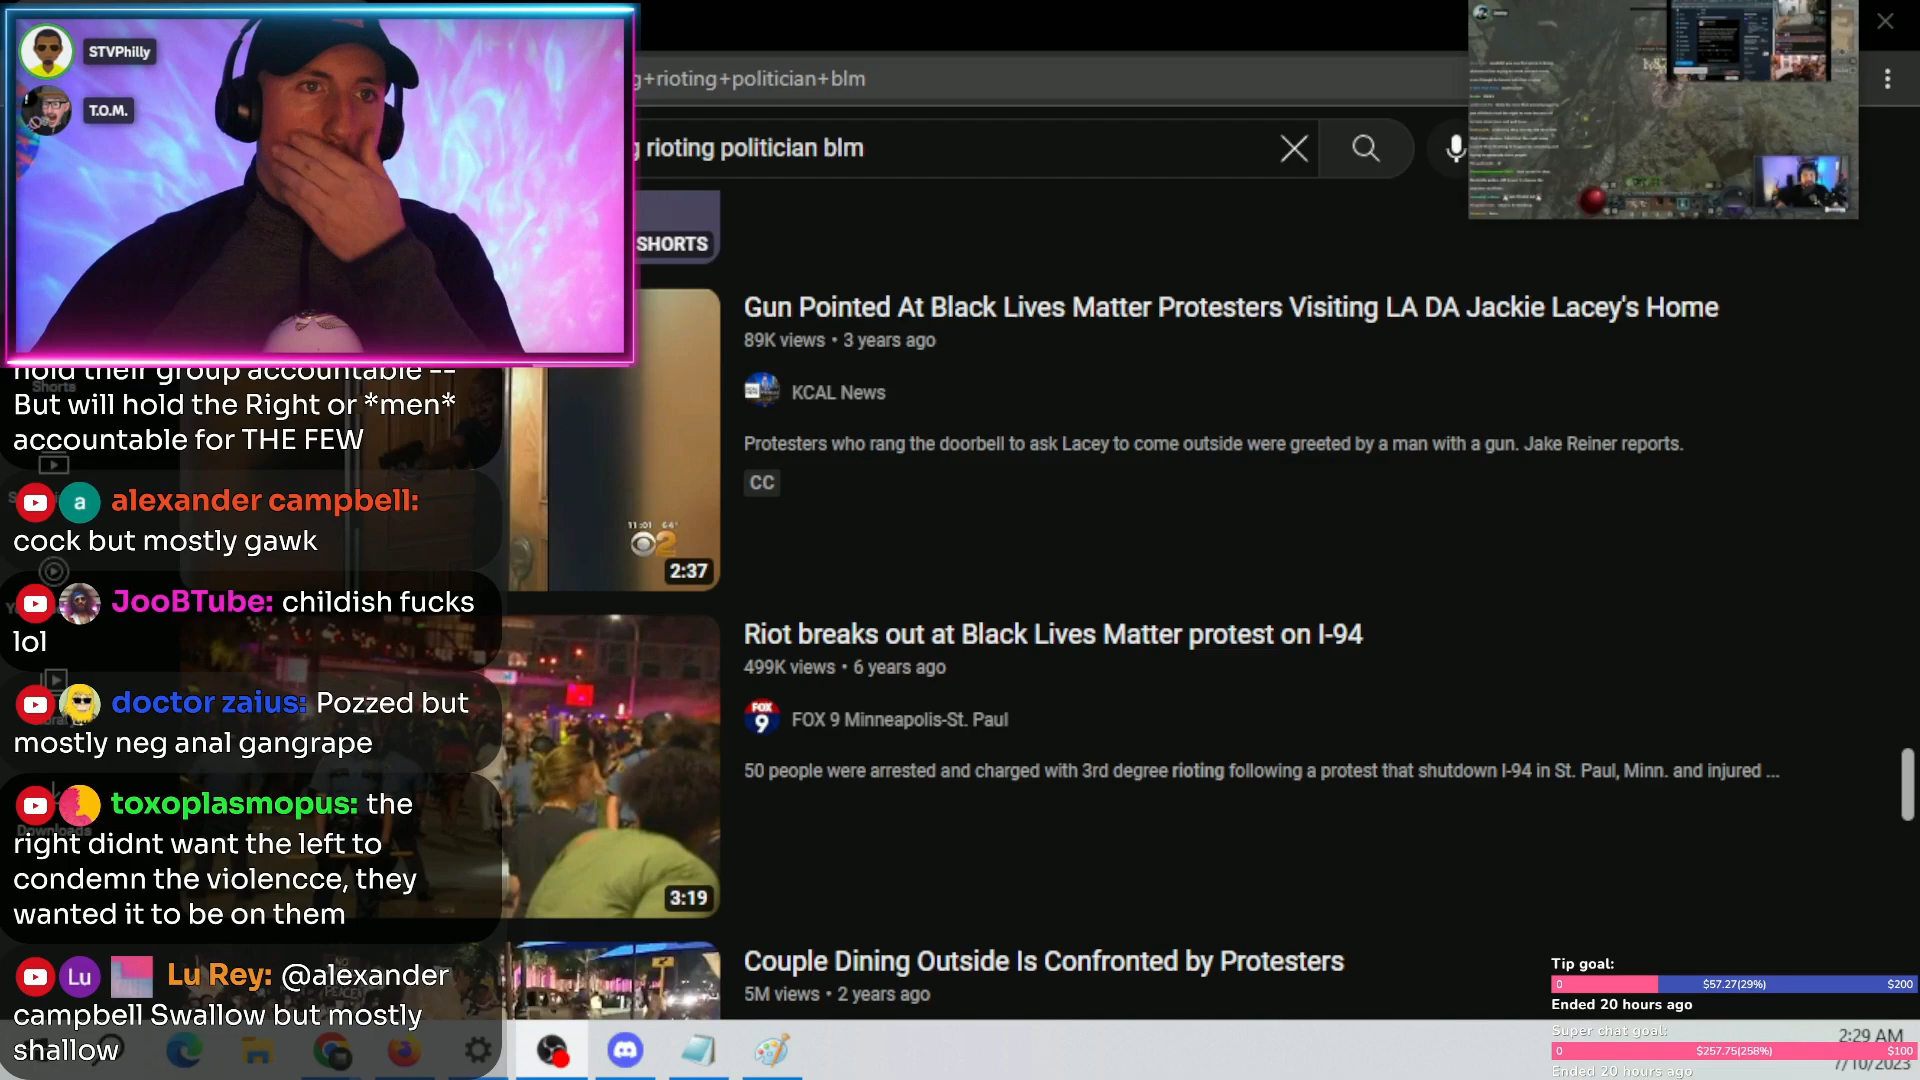 STVPhilly
T.O.M.
+rioting+politician+blm
rioting politician blm
SHORTS
Gun Pointed At Black Lives Matter Protesters Visiting LA DA Jackie Lacey's Home
89K views • 3 years ago
KCAL News
Protesters who rang the doorbell to ask Lacey to come outside were greeted by a man with a gun. Jake Reiner reports.
CC
2:37
Riot breaks out at Black Lives Matter protest on I-94
499K views • 6 years ago
FOX 9 Minneapolis-St. Paul
50 people were arrested and charged with 3rd degree rioting following a protest that shutdown I-94 in St. Paul, Minn. and injured ...
3:19
Couple Dining Outside Is Confronted by Protesters
5M views • 2 years ago
hold their group accountable --
But will hold the Right or *men*
accountable for THE FEW
Shorts
a alexander campbell:
cock but mostly gawk
JooBTube: childish fucks
lol
doctor zaius: Pozzed but
mostly neg anal gangrape
toxoplasmopus: the
right didnt want the left to
condemn the violencce, they
wanted it to be on them
Downloads
Lu Lu Rey: @alexander
campbell Swallow but mostly
shallow
Tip goal:
0 $57.27(29%) $200
Ended 20 hours ago
Super chat goal:
0 $257.75(258%) $100
Ended 20 hours ago
2:29 AM
7/10/2023